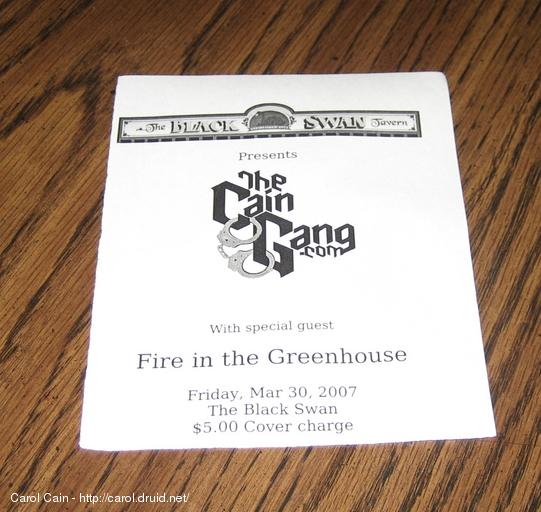 The BLACK SWAN Tavern
Presents
The
Cain
Gang
.com
With special guest
Fire in the Greenhouse
Friday, Mar 30, 2007
The Black Swan
$5.00 Cover charge
Carol Cain - http://carol.druid.net/